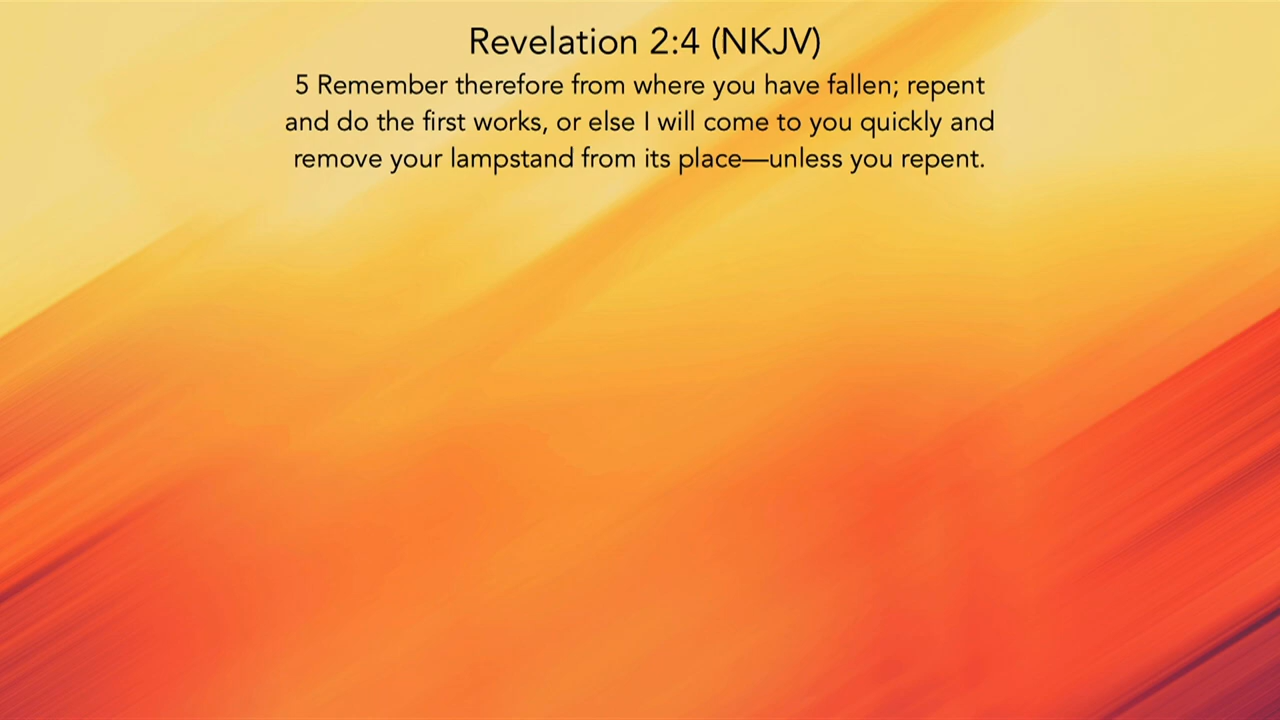 Revelation 2:4 (NKJV)
5 Remember therefore from where you have fallen; repent
and do the first works, or else I will come to you quickly and
remove your lampstand from its place—unless you repent.